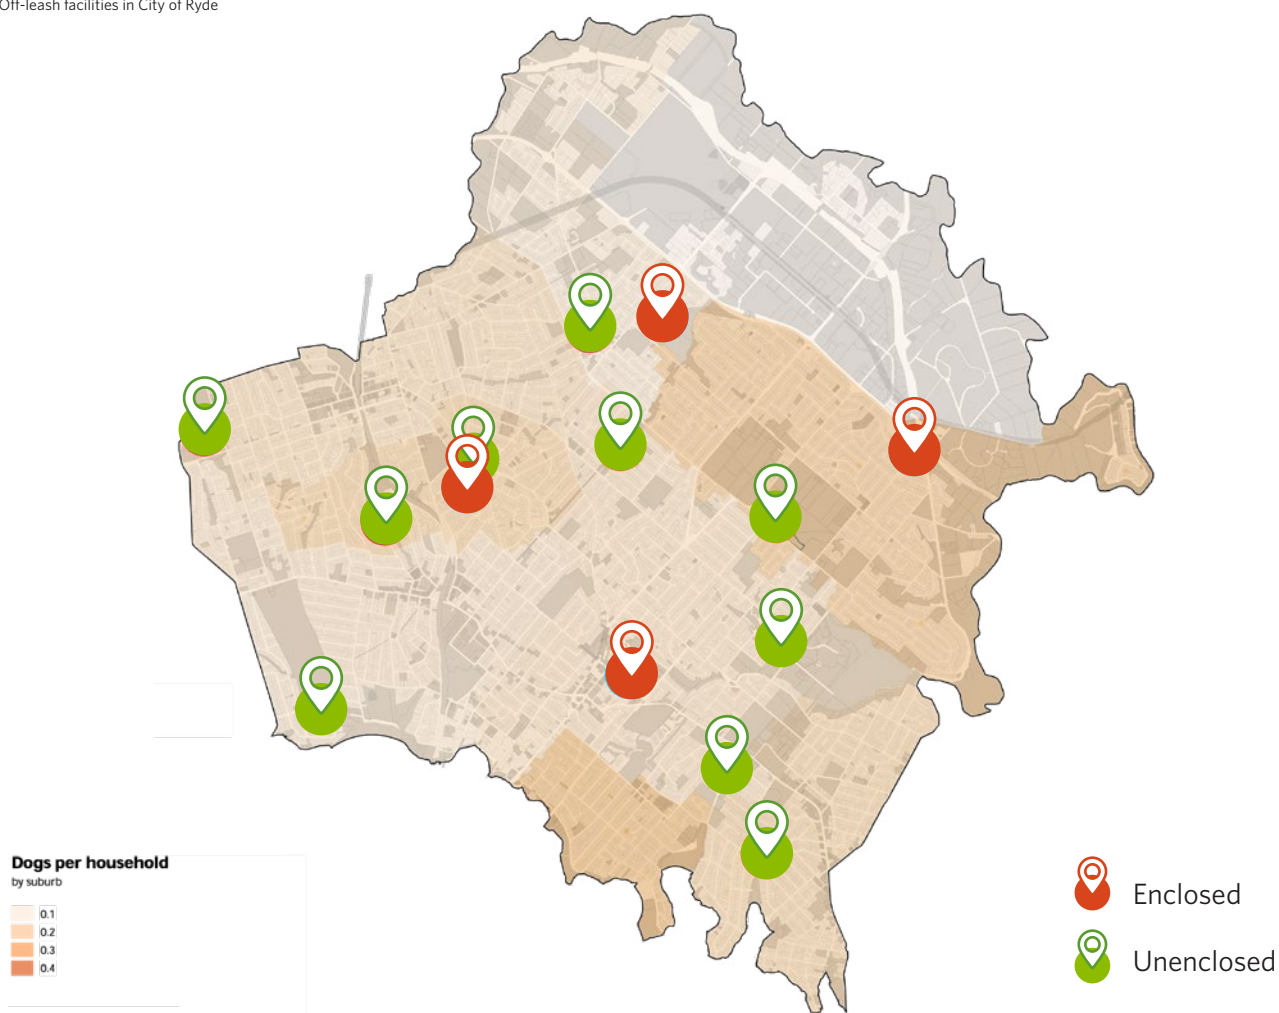 Off-leash facilities in City of Ryde
Dogs per household
by suburb
0.1
0.2
0.3
0.4
Enclosed
Unenclosed